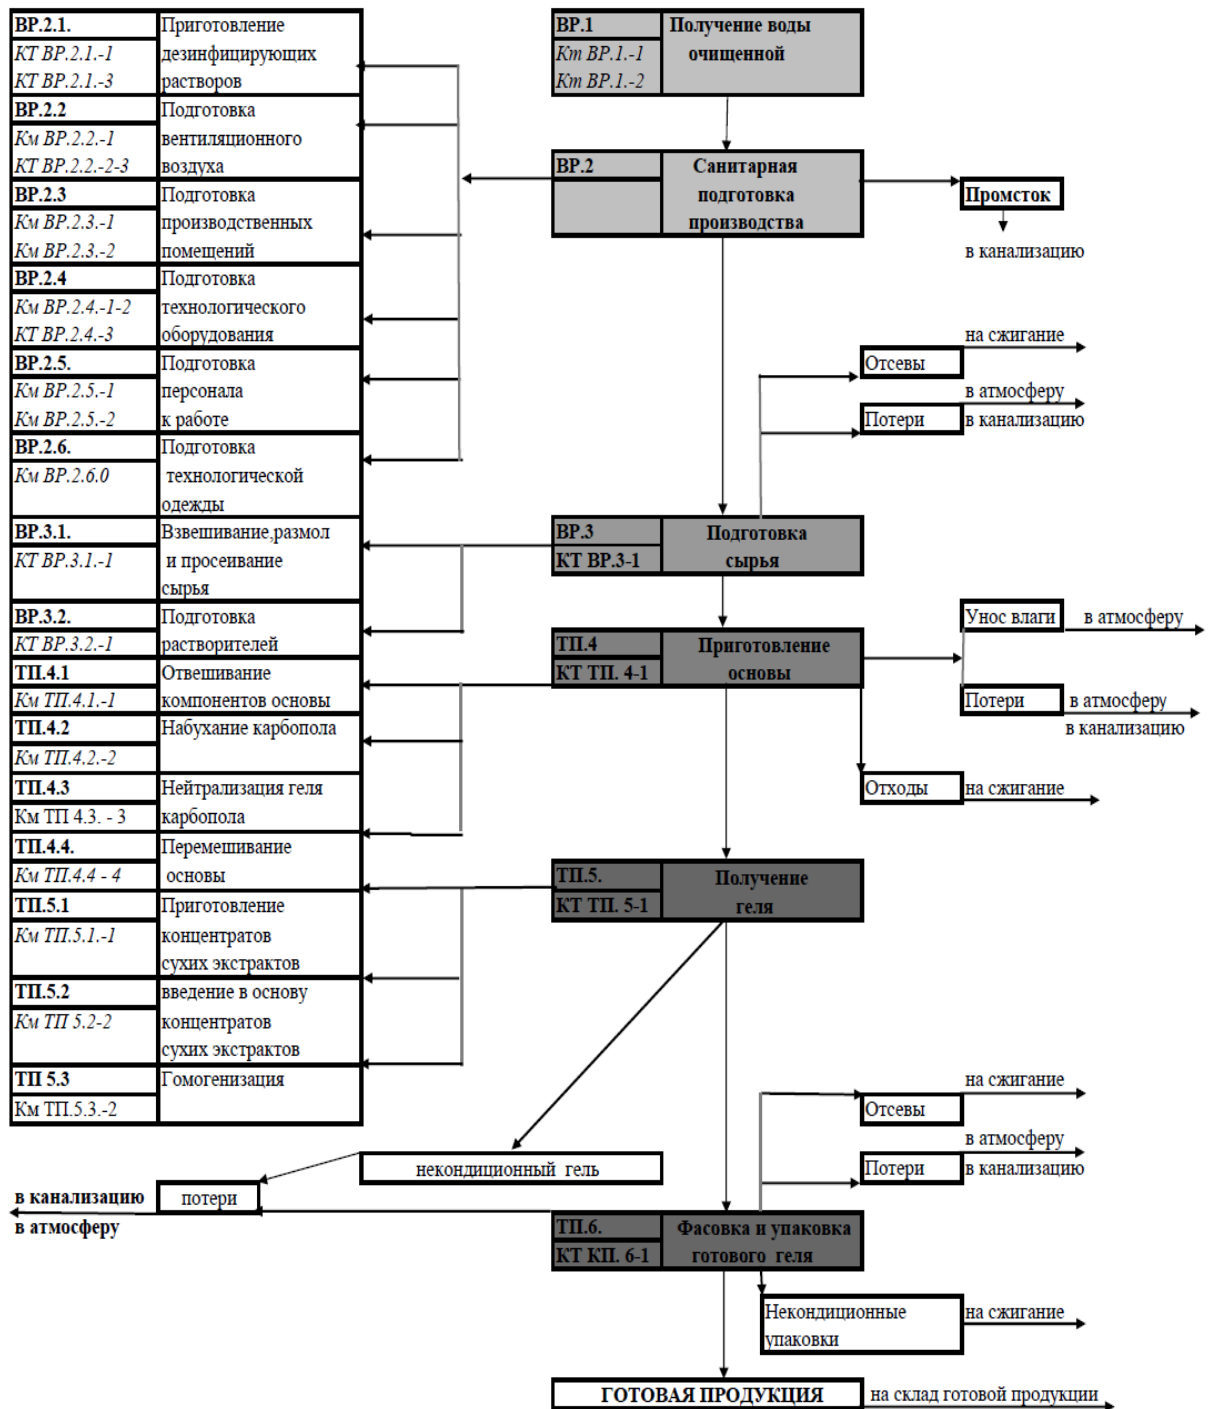 ВР.2.1. Приготовление
КТ ВР.2.1.-1 дезинфицирующих
КТ ВР.2.1.-3 растворов
ВР.2.2 Подготовка
Км ВР.2.2.-1 вентиляционного
КТ ВР.2.2.-2-3 воздуха
ВР.2.3 Подготовка
Км ВР.2.3.-1 производственных
Км ВР.2.3.-2 помещений
ВР.2.4 Подготовка
Км ВР.2.4.-1-2 технологического
КТ ВР.2.4.-3 оборудования
ВР.2.5. Подготовка
Км ВР.2.5.-1 персонала
Км ВР.2.5.-2 к работе
ВР.2.6. Подготовка
Км ВР.2.6.0 технологической
одежды
ВР.3.1. Взвешивание,размол
КТ ВР.3.1.-1 и просеивание
сырья
ВР.3.2. Подготовка
КТ ВР.3.2.-1 растворителей
ТП.4.1 Отвешивание
Км ТП.4.1.-1 компонентов основы
ТП.4.2 Набухание карбопола
Км ТП.4.2.-2
ТП.4.3 Нейтрализация геля
Км ТП 4.3. - 3 карбопола
ТП.4.4. Перемешивание
Км ТП.4.4 - 4 основы
ТП.5.1 Приготовление
Км ТП.5.1.-1 концентратов
сухих экстрактов
ТП.5.2 введение в основу
Км ТП 5.2-2 концентратов
сухих экстрактов
ТП 5.3 Гомогенизация
Км ТП.5.3.-2
ВР.1 Получение воды
Кт ВР.1.-1 очищенной
Кт ВР.1.-2
ВР.2 Санитарная
подготовка
производства
Промсток
в канализацию
на сжигание
Отсевы
в атмосферу
Потери в канализацию
ВР.3 Подготовка
КТ ВР.3-1 сырья
ТП.4 Приготовление
КТ ТП. 4-1 основы
Унос влаги в атмосферу
Потери в атмосферу
в канализацию
Отходы на сжигание
ТП.5. Получение
КТ ТП. 5-1 геля
некондиционный гель
в канализацию потери
в атмосферу
на сжигание
Отсевы
в атмосферу
Потери в канализацию
ТП.6. Фасовка и упаковка
КТ КП. 6-1 готового геля
Некондиционные на сжигание
упаковки
ГОТОВАЯ ПРОДУКЦИЯ на склад готовой продукции